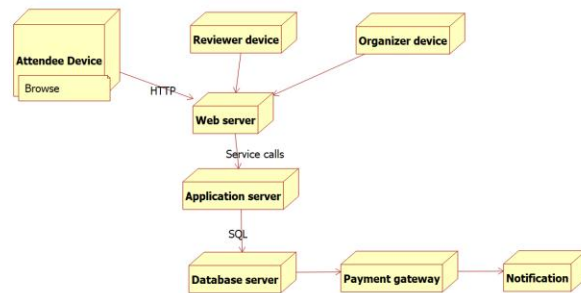 Reviewer device
Organizer device
Attendee Device
Browse
HTTP
Web server
Service calls
Application server
SQL
Database server
Payment gateway
Notification